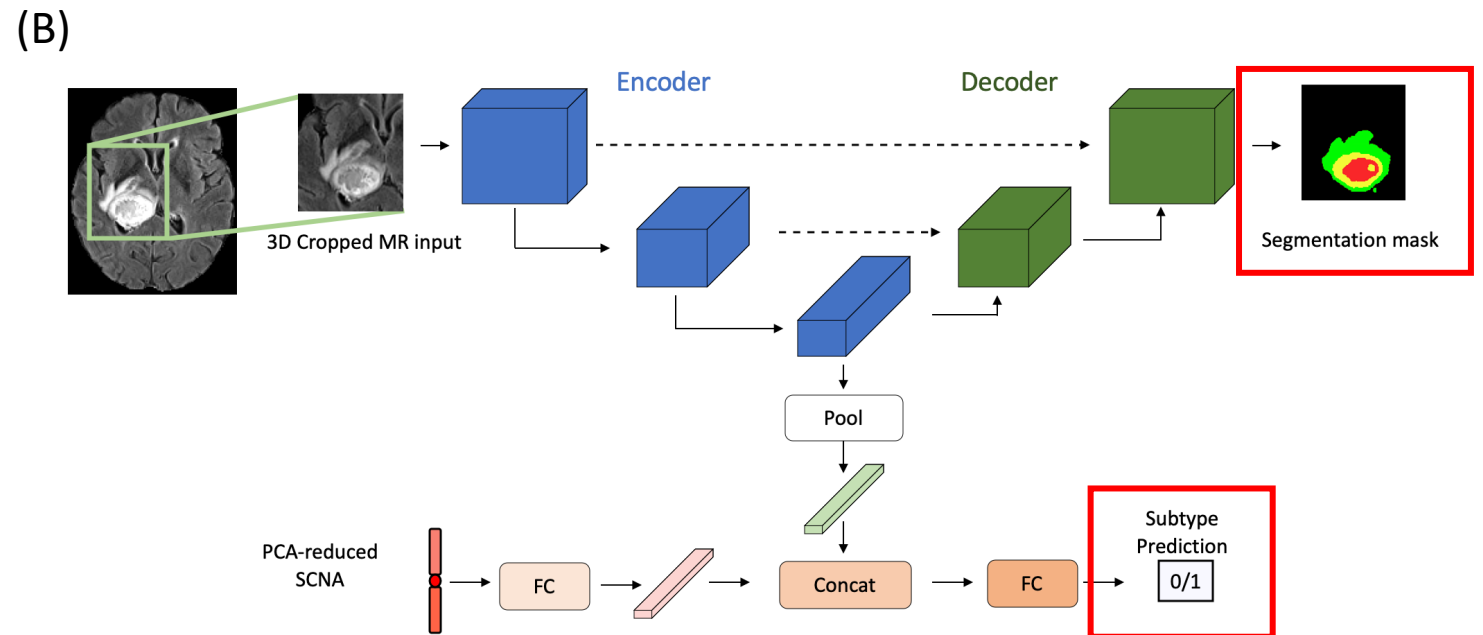 (B)
Encoder
Decoder
3D Cropped MR input
Segmentation mask
Pool
PCA-reduced
SCNA
FC
Concat
FC
Subtype
Prediction
0/1